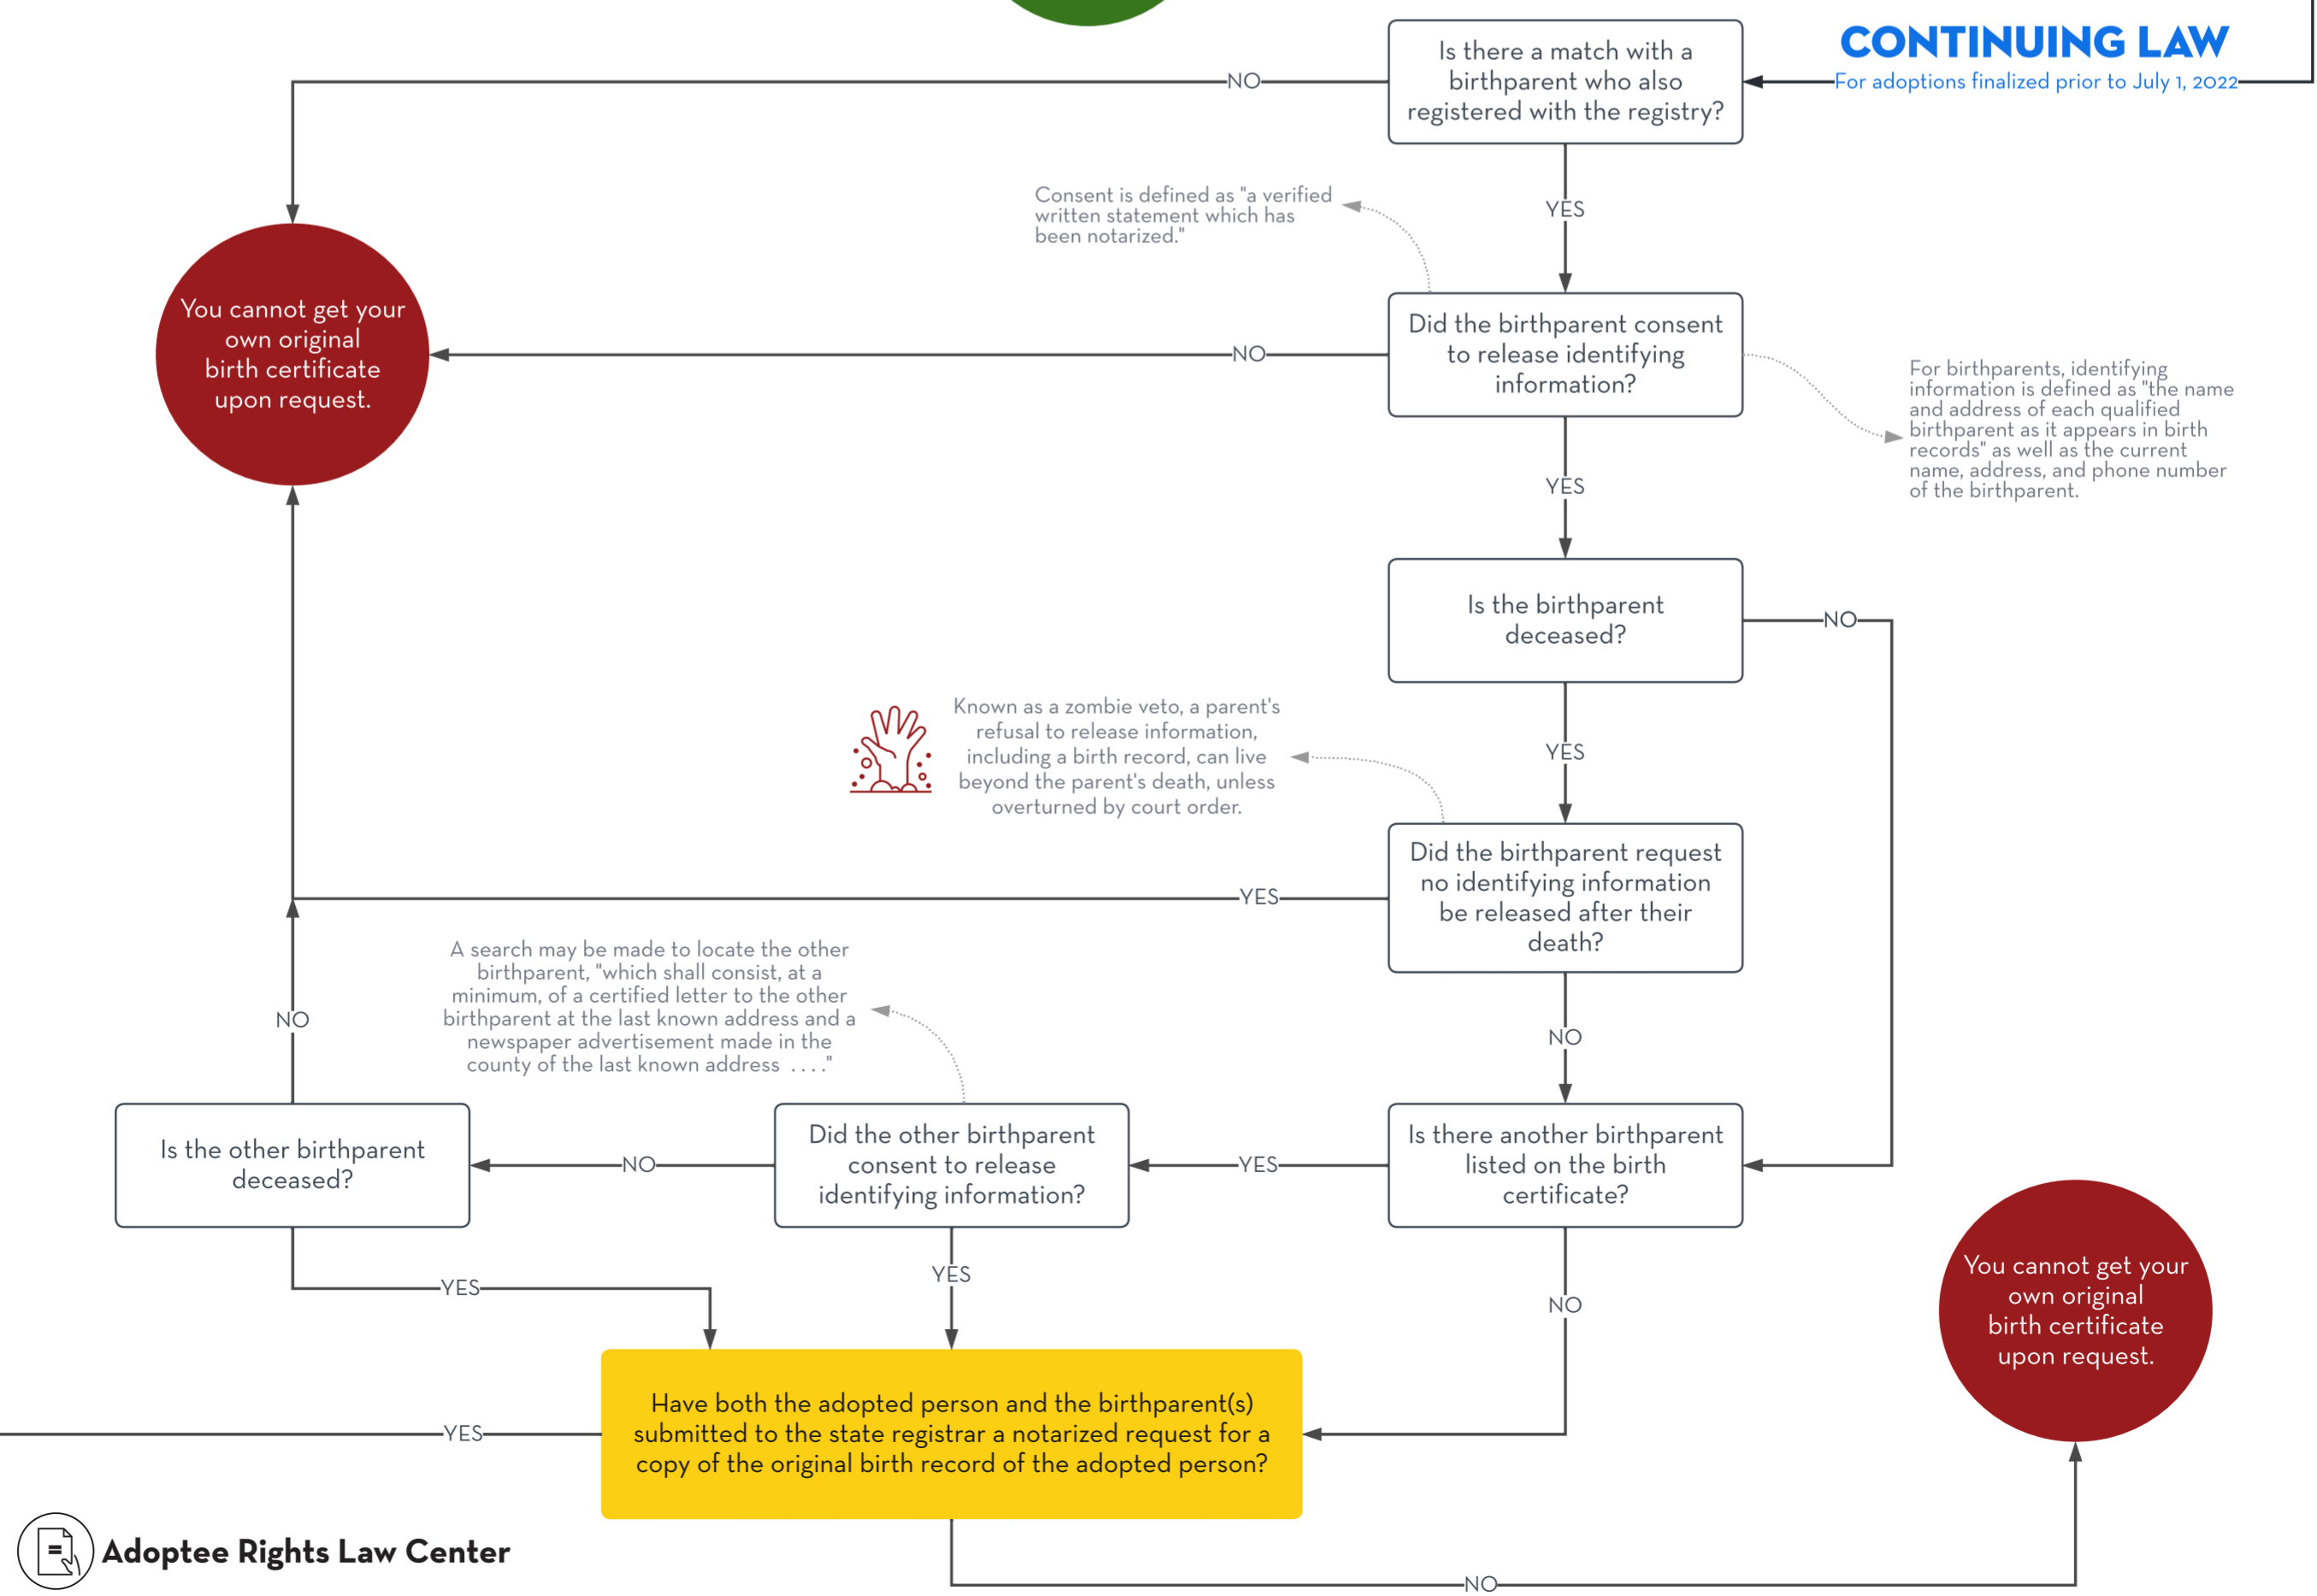 CONTINUING LAW
For adoptions finalized prior to July 1, 2022
Is there a match with a
birthparent who also
registered with the registry?
NO
YES
Consent is defined as "a verified
written statement which has
been notarized."
You cannot get your
own original
birth certificate
upon request.
NO
Did the birthparent consent
to release identifying
information?
For birthparents, identifying
information is defined as "the name
and address of each qualified
birthparent as it appears in birth
records" as well as the current
name, address, and phone number
of the birthparent.
YES
Is the birthparent
deceased?
NO
YES
Known as a zombie veto, a parent's
refusal to release information,
including a birth record, can live
beyond the parent's death, unless
overturned by court order.
Did the birthparent request
no identifying information
be released after their
death?
YES
A search may be made to locate the other
birthparent, "which shall consist, at a
minimum, of a certified letter to the other
birthparent at the last known address and a
newspaper advertisement made in the
county of the last known address . . . ."
NO
NO
Is the other birthparent
deceased?
NO
Did the other birthparent
consent to release
identifying information?
YES
Is there another birthparent
listed on the birth
certificate?
YES
YES
NO
You cannot get your
own original
birth certificate
upon request.
Have both the adopted person and the birthparent(s)
submitted to the state registrar a notarized request for a
copy of the original birth record of the adopted person?
YES
Adoptee Rights Law Center
NO